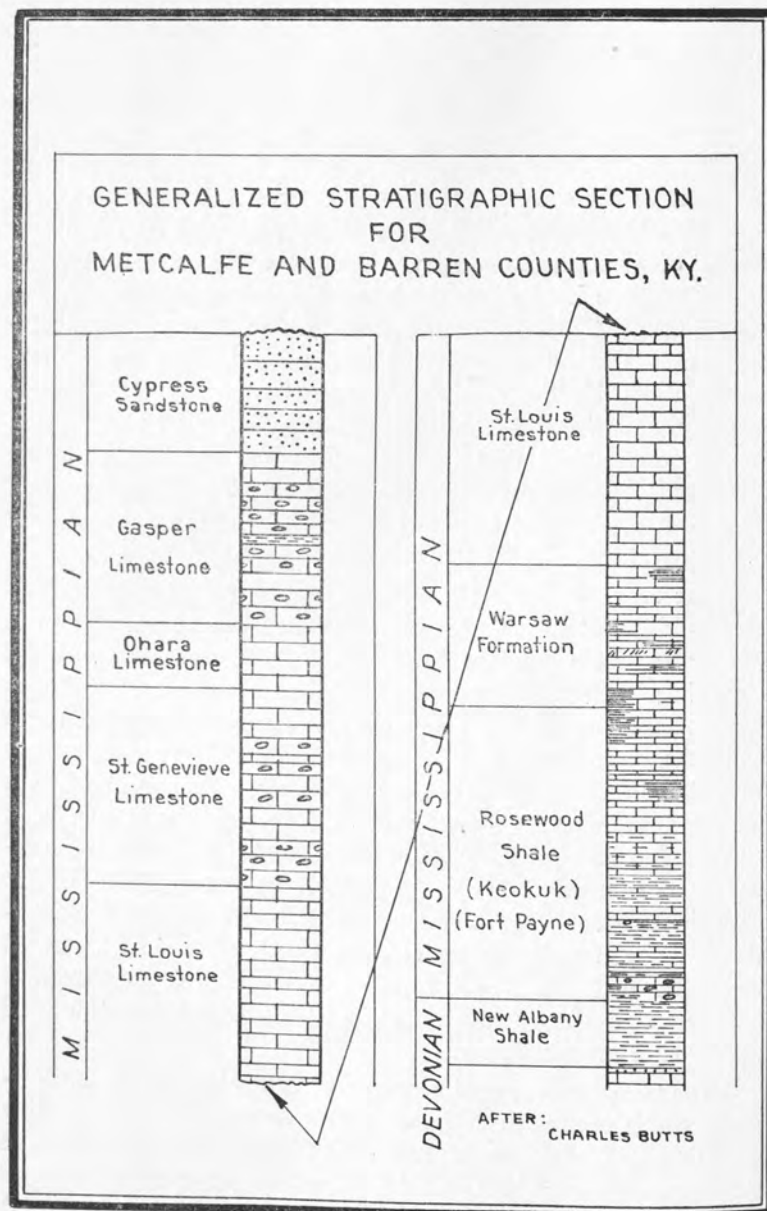 GENERALIZED STRATIGRAPHIC SECTION
FOR
METCALFE AND BARREN COUNTIES, KY.
MISSISSIPPIAN
Cypress
Sandstone
Gasper
Limestone
Ohara
Limestone
St. Genevieve
Limestone
St. Louis
Limestone
MISSISSIPPIAN
St. Louis
Limestone
Warsaw
Formation
Rosewood
Shale
(Keokuk)
(Fort Payne)
DEVONIAN
New Albany
Shale
AFTER:
CHARLES BUTTS